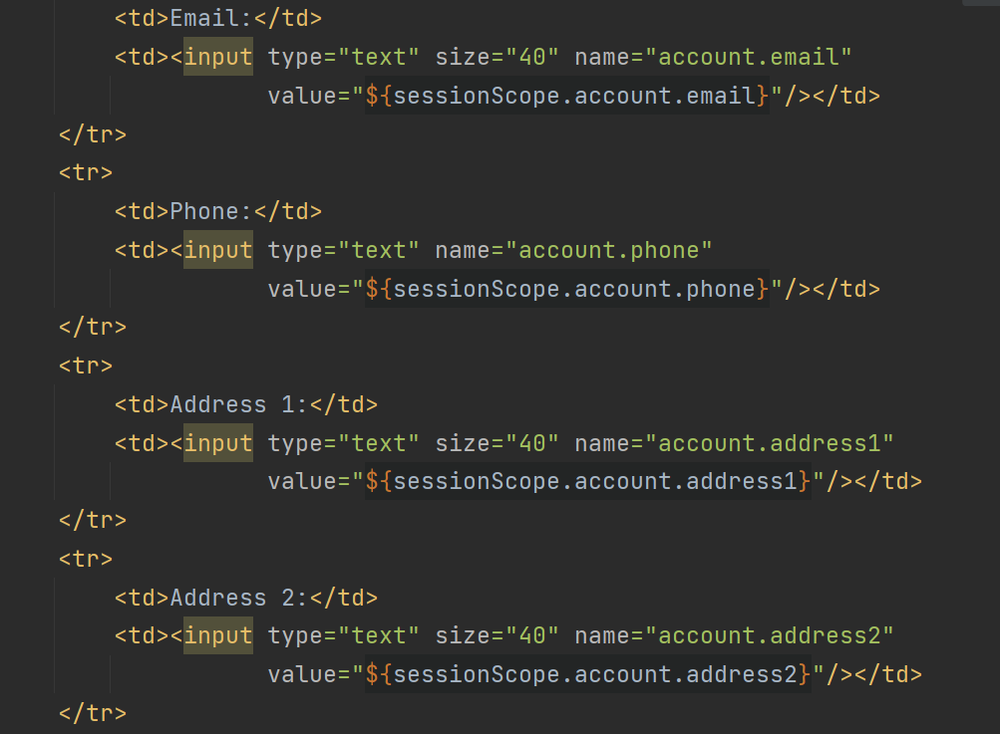 <td>Email:</td>
<td><input type="text" size="40" name="account.email"
value="${sessionScope.account.email}"/></td>
</tr>
<tr>
<td>Phone:</td>
<td><input type="text" name="account.phone"
value="${sessionScope.account.phone}"/></td>
</tr>
<tr>
<td>Address 1:</td>
<td><input type="text" size="40" name="account.address1"
value="${sessionScope.account.address1}"/></td>
</tr>
<tr>
<td>Address 2:</td>
<td><input type="text" size="40" name="account.address2"
value="${sessionScope.account.address2}"/></td>
</tr>